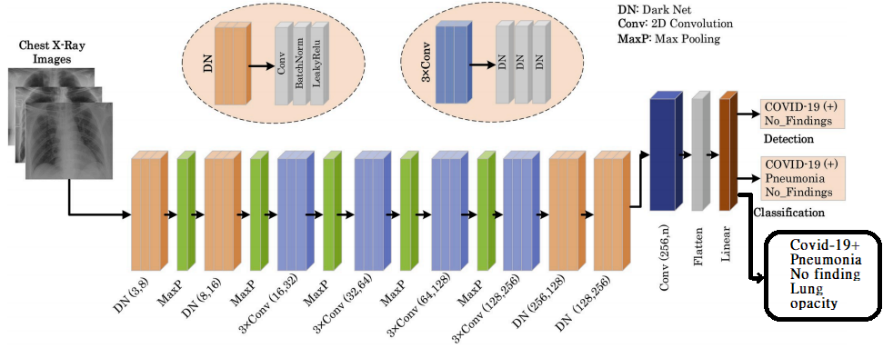 DN: Dark Net
Conv: 2D Convolution
MaxP: Max Pooling
Chest X-Ray
Images
DN
Conv
BatchNorm
LeakyRelu
3×Conv
DN
DN
DN
DN (3,8)
MaxP
DN (8,16)
MaxP
3×Conv (16,32)
MaxP
3×Conv (32,64)
MaxP
3×Conv (64,128)
MaxP
3×Conv (128,256)
DN (256,128)
DN (128,256)
Conv (256,n)
Flatten
Linear
COVID-19 (+)
No_Findings
Detection
COVID-19 (+)
Pneumonia
No_Findings
Classification
Covid-19+
Pneumonia
No finding
Lung
opacity